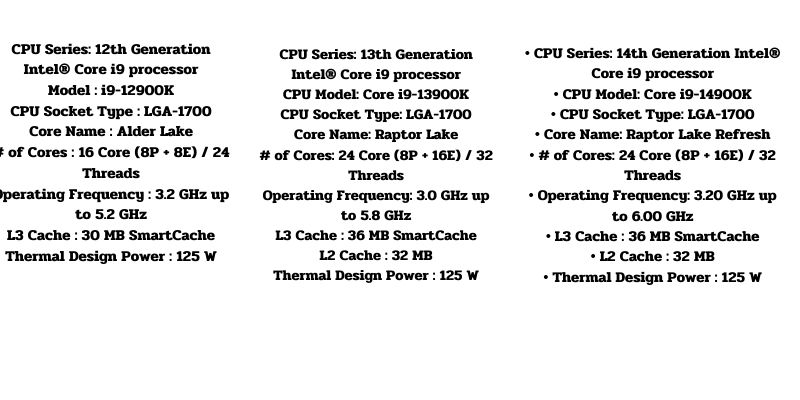 CPU Series: 12th Generation
Intel® Core i9 processor
Model : i9-12900K
CPU Socket Type : LGA-1700
Core Name : Alder Lake
# of Cores : 16 Core (8P + 8E) / 24
Threads
Operating Frequency : 3.2 GHz up
to 5.2 GHz
L3 Cache : 30 MB SmartCache
Thermal Design Power : 125 W
CPU Series: 13th Generation
Intel® Core i9 processor
CPU Model: Core i9-13900K
CPU Socket Type: LGA-1700
Core Name: Raptor Lake
# of Cores: 24 Core (8P + 16E) / 32
Threads
Operating Frequency: 3.0 GHz up
to 5.8 GHz
L3 Cache : 36 MB SmartCache
L2 Cache : 32 MB
Thermal Design Power : 125 W
• CPU Series: 14th Generation Intel®
Core i9 processor
• CPU Model: Core i9-14900K
• CPU Socket Type: LGA-1700
• Core Name: Raptor Lake Refresh
• # of Cores: 24 Core (8P + 16E) / 32
Threads
• Operating Frequency: 3.20 GHz up
to 6.00 GHz
• L3 Cache : 36 MB SmartCache
• L2 Cache : 32 MB
• Thermal Design Power : 125 W